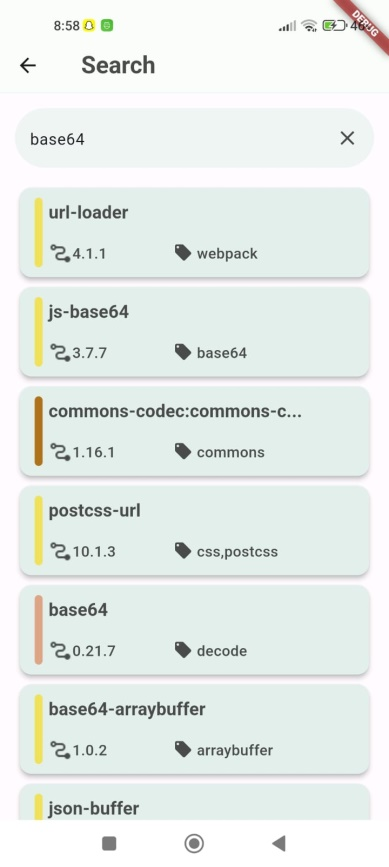 8:58
DEBUG
Search
base64
url-loader
4.1.1 webpack
js-base64
3.7.7 base64
commons-codec:commons-c...
1.16.1 commons
postcss-url
10.1.3 css,postcss
base64
0.21.7 decode
base64-arraybuffer
1.0.2 arraybuffer
json-buffer